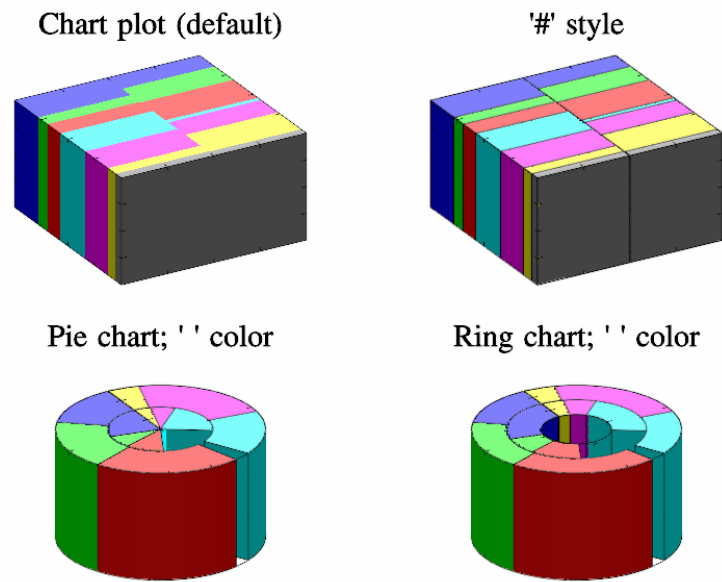 Chart plot (default)
'#' style
Pie chart; ' ' color
Ring chart; ' ' color